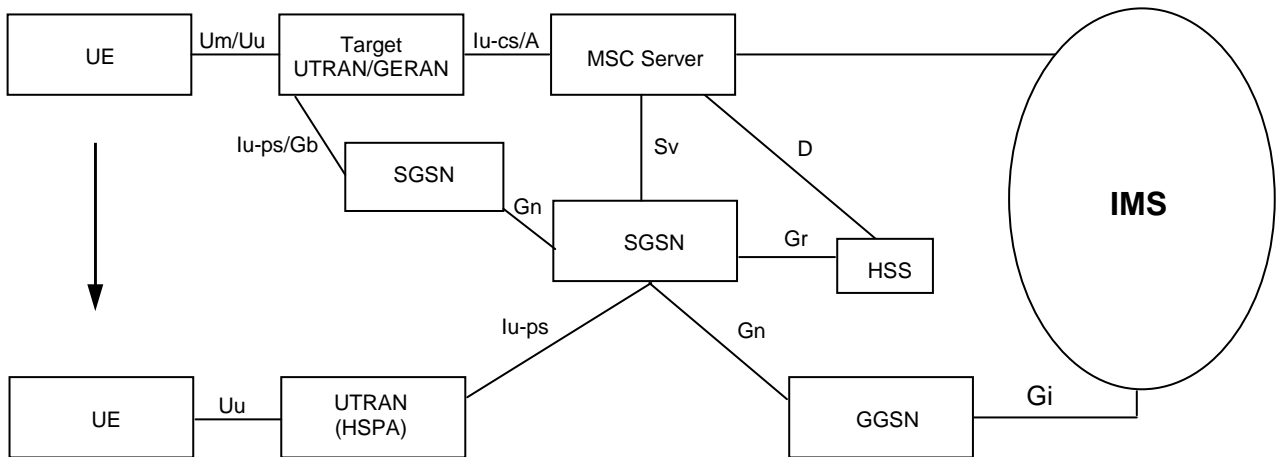 UE
Um/Uu
Target
UTRAN/GERAN
Iu-cs/A
MSC Server
Iu-ps/Gb
SGSN
Gn
Sv
D
SGSN
Gr
HSS
IMS
Iu-ps
Gn
UE
Uu
UTRAN
(HSPA)
GGSN
Gi